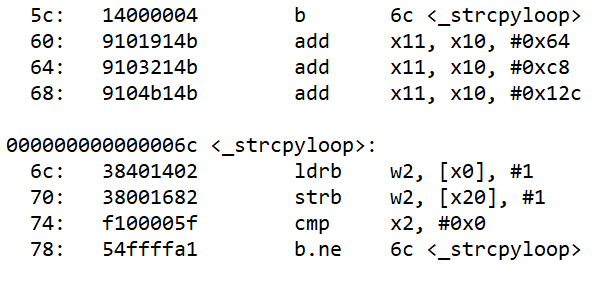 5c: 14000004 b 6c <_strcpyloop>
60: 9101914b add x11, x10, #0x64
64: 9103214b add x11, x10, #0xc8
68: 9104b14b add x11, x10, #0x12c
000000000000006c <_strcpyloop>:
6c: 38401402 ldrb w2, [x0], #1
70: 38001682 strb w2, [x20], #1
74: f100005f cmp x2, #0x0
78: 54ffffa1 b.ne 6c <_strcpyloop>